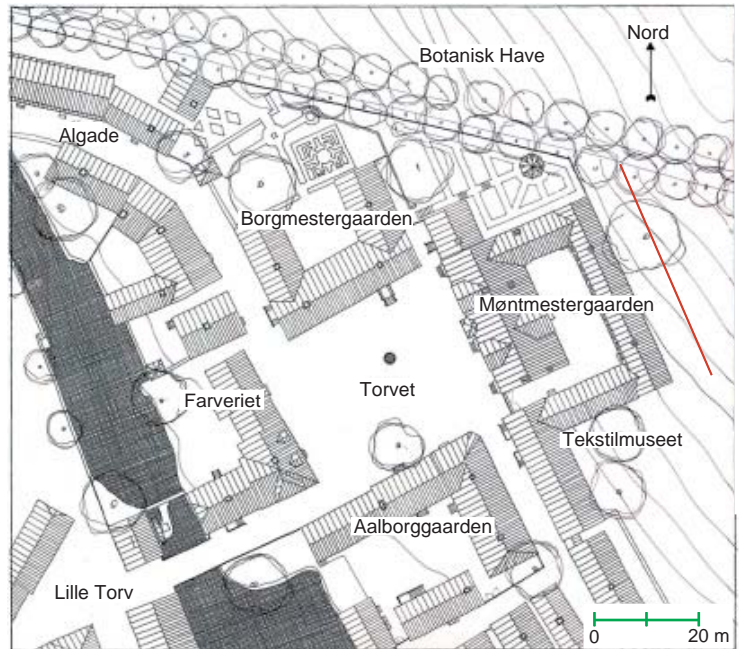 Nord
Botanisk Have
Algade
Borgmestergaarden
Møntmestergaarden
Farveriet
Torvet
Tekstilmuseet
Aalborggaarden
Lille Torv
0 20 m